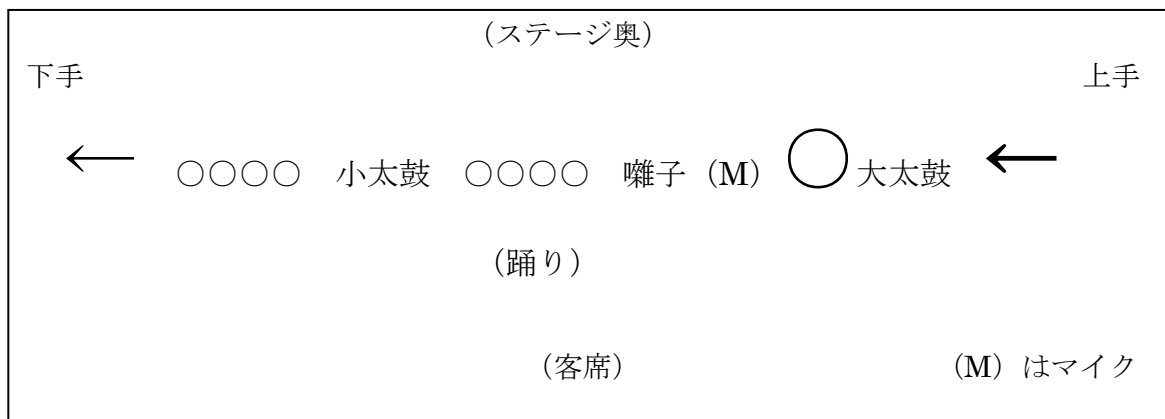 （ステージ奥）
下手 上手
← ○○○○ 小太鼓 ○○○○ 囃子（M） ○ 大太鼓 ←
（踊り）
（客席） （M）はマイク